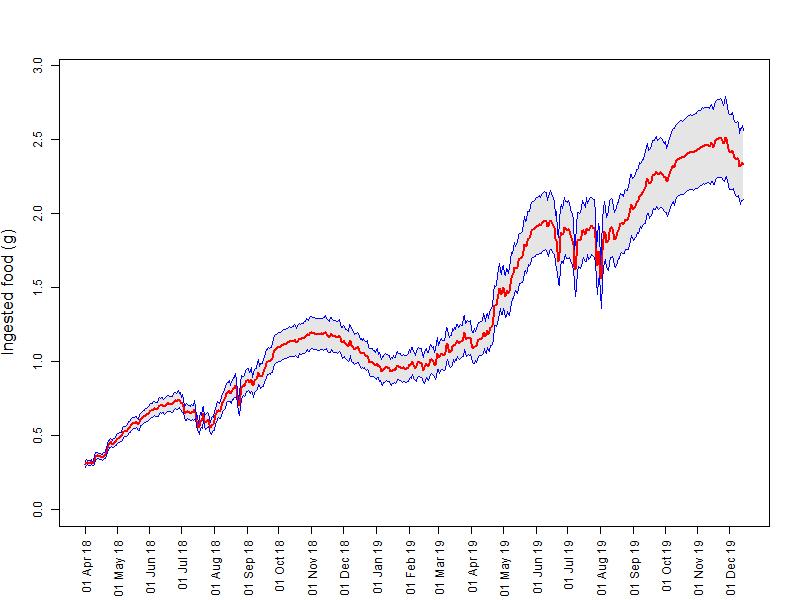 Ingested food (g)
3.0
2.5
2.0
1.5
1.0
0.5
0.0
01 Apr 18
01 May 18
01 Jun 18
01 Jul 18
01 Aug 18
01 Sep 18
01 Oct 18
01 Nov 18
01 Dec 18
01 Jan 19
01 Feb 19
01 Mar 19
01 Apr 19
01 May 19
01 Jun 19
01 Jul 19
01 Aug 19
01 Sep 19
01 Oct 19
01 Nov 19
01 Dec 19